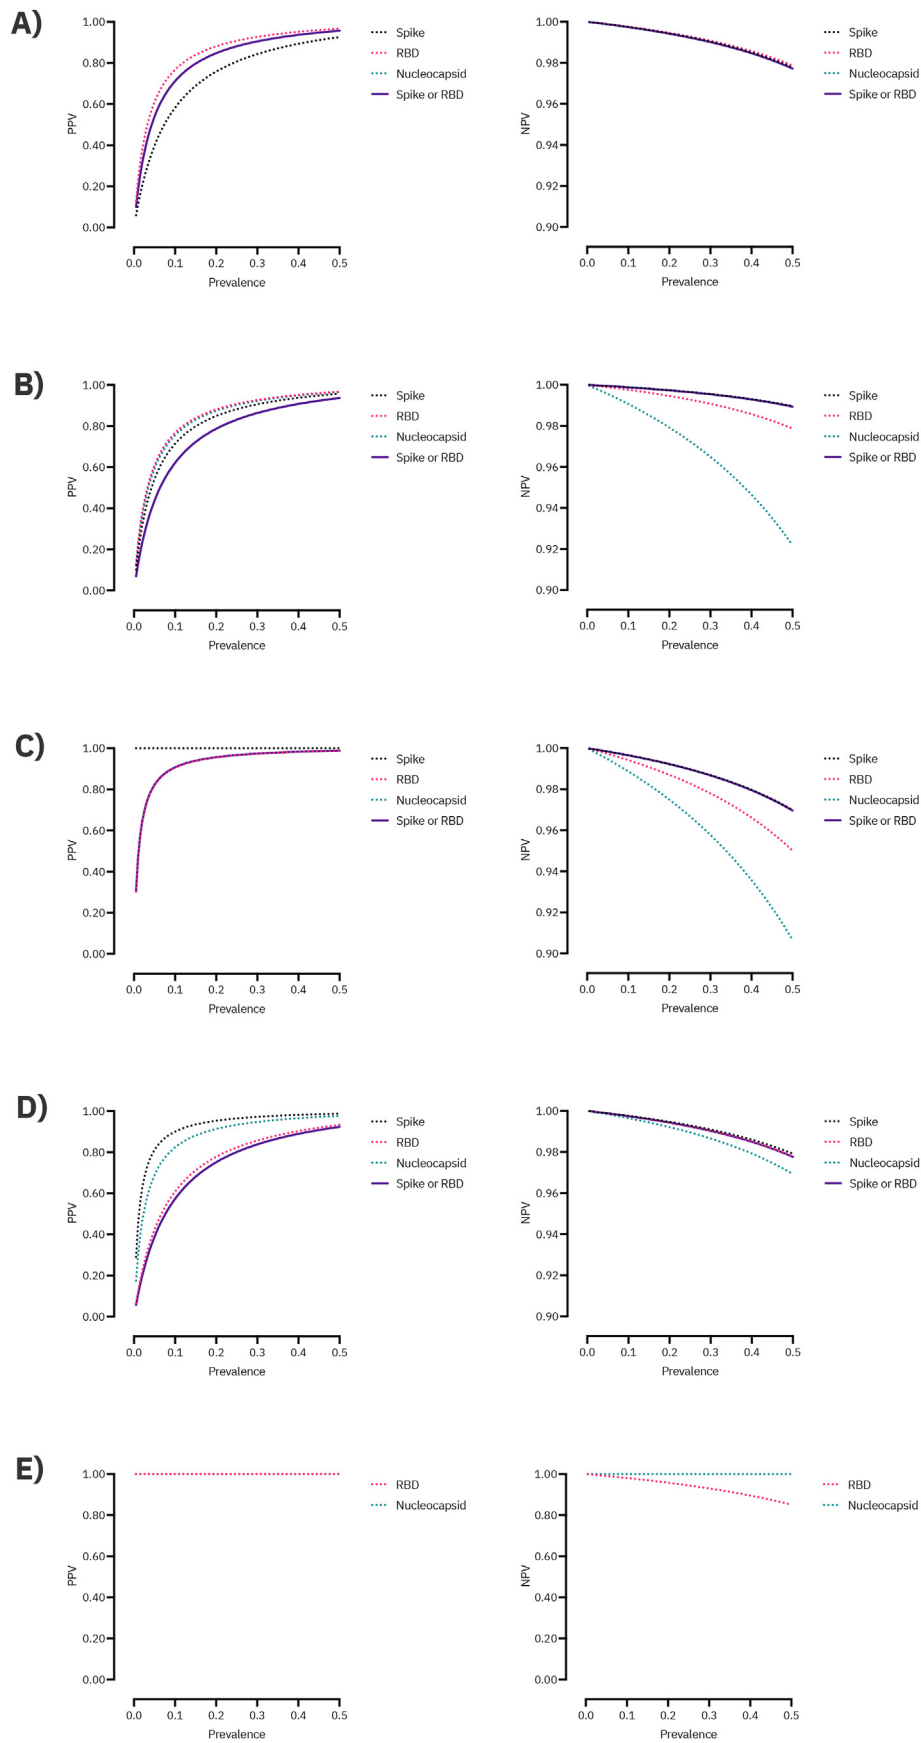 A)
1.00
0.80
0.60
0.40
0.20
0.00
PPV
0.0 0.1 0.2 0.3 0.4 0.5
Prevalence
Spike
RBD
Nucleocapsid
Spike or RBD
1.00
0.98
0.96
0.94
0.92
0.90
NPV
0.0 0.1 0.2 0.3 0.4 0.5
Prevalence
Spike
RBD
Nucleocapsid
Spike or RBD
B)
1.00
0.80
0.60
0.40
0.20
0.00
PPV
0.0 0.1 0.2 0.3 0.4 0.5
Prevalence
Spike
RBD
Nucleocapsid
Spike or RBD
1.00
0.98
0.96
0.94
0.92
0.90
NPV
0.0 0.1 0.2 0.3 0.4 0.5
Prevalence
Spike
RBD
Nucleocapsid
Spike or RBD
C)
1.00
0.80
0.60
0.40
0.20
0.00
PPV
0.0 0.1 0.2 0.3 0.4 0.5
Prevalence
Spike
RBD
Nucleocapsid
Spike or RBD
1.00
0.98
0.96
0.94
0.92
0.90
NPV
0.0 0.1 0.2 0.3 0.4 0.5
Prevalence
Spike
RBD
Nucleocapsid
Spike or RBD
D)
1.00
0.80
0.60
0.40
0.20
0.00
PPV
0.0 0.1 0.2 0.3 0.4 0.5
Prevalence
Spike
RBD
Nucleocapsid
Spike or RBD
1.00
0.98
0.96
0.94
0.92
0.90
NPV
0.0 0.1 0.2 0.3 0.4 0.5
Prevalence
Spike
RBD
Nucleocapsid
Spike or RBD
E)
1.00
0.80
0.60
0.40
0.20
0.00
PPV
0.0 0.1 0.2 0.3 0.4 0.5
Prevalence
RBD
Nucleocapsid
1.00
0.80
0.60
0.40
0.20
0.00
NPV
0.0 0.1 0.2 0.3 0.4 0.5
Prevalence
RBD
Nucleocapsid